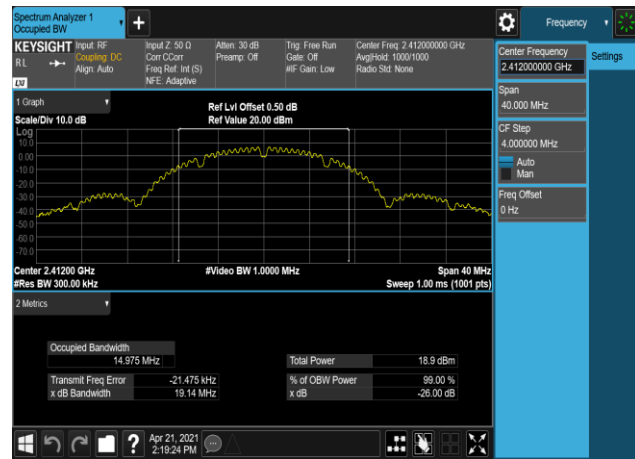 Spectrum Analyzer 1
Occupied BW
Frequency
KEYSIGHT
RL
LXI
Input: RF
Coupling: DC
Align: Auto
Input Z: 50 Ω
Corr CCorr
Freq Ref: Int (S)
NFE: Adaptive
Atten: 30 dB
Preamp: Off
Trig: Free Run
Gate: Off
#IF Gain: Low
Center Freq: 2.412000000 GHz
Avg|Hold: 1000/1000
Radio Std: None
Center Frequency
2.412000000 GHz
Settings
Span
40.000 MHz
CF Step
4.000000 MHz
Auto
Man
Freq Offset
0 Hz
1 Graph
Scale/Div 10.0 dB
Ref Lvl Offset 0.50 dB
Ref Value 20.00 dBm
Log
10.0
0.00
-10.0
-20.0
-30.0
-40.0
-50.0
-60.0
-70.0
Center 2.41200 GHz
#Video BW 1.0000 MHz
Span 40 MHz
#Res BW 300.00 kHz
Sweep 1.00 ms (1001 pts)
2 Metrics
Occupied Bandwidth
14.975 MHz
Total Power 18.9 dBm
Transmit Freq Error -21.475 kHz
% of OBW Power 99.00 %
x dB Bandwidth 19.14 MHz
x dB -26.00 dB
?
Apr 21, 2021
2:19:24 PM